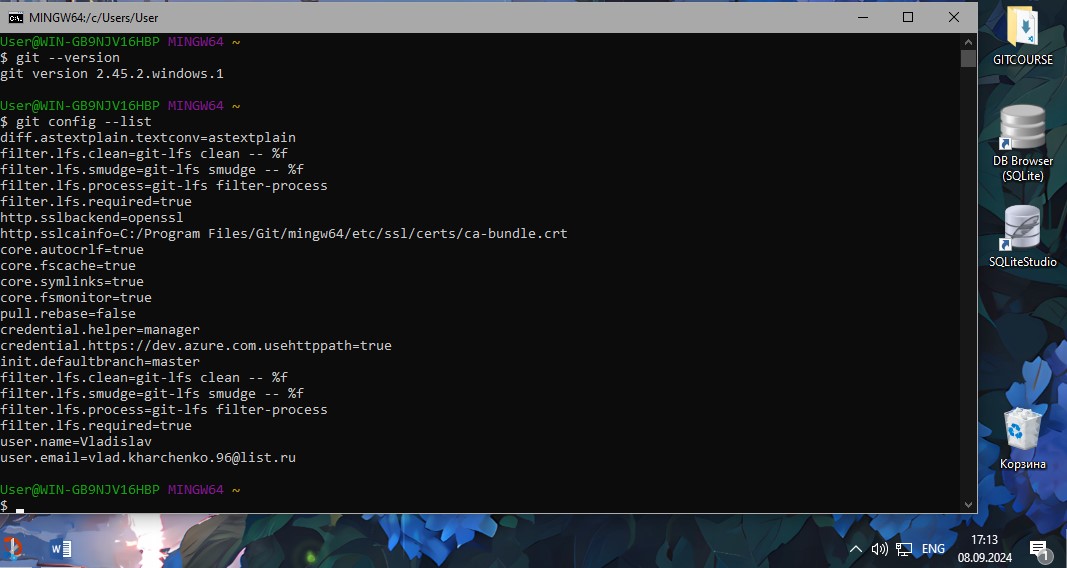 MINGW64:/c/Users/User
User@WIN-GB9NJV16HBP MINGW64 ~
$ git --version
git version 2.45.2.windows.1
User@WIN-GB9NJV16HBP MINGW64 ~
$ git config --list
diff.astextplain.textconv=astextplain
filter.lfs.clean=git-lfs clean -- %f
filter.lfs.smudge=git-lfs smudge -- %f
filter.lfs.process=git-lfs filter-process
filter.lfs.required=true
http.sslbackend=openssl
http.sslcainfo=C:/Program Files/Git/mingw64/etc/ssl/certs/ca-bundle.crt
core.autocrlf=true
core.fscache=true
core.symlinks=true
core.fsmonitor=true
pull.rebase=false
credential.helper=manager
credential.https://dev.azure.com.usehttppath=true
init.defaultbranch=master
filter.lfs.clean=git-lfs clean -- %f
filter.lfs.smudge=git-lfs smudge -- %f
filter.lfs.process=git-lfs filter-process
filter.lfs.required=true
user.name=Vladislav
user.email=vlad.kharchenko.96@list.ru
User@WIN-GB9NJV16HBP MINGW64 ~
$
GITCOURSE
DB Browser
(SQLite)
SQLiteStudio
Корзина
ENG
17:13
08.09.2024
1